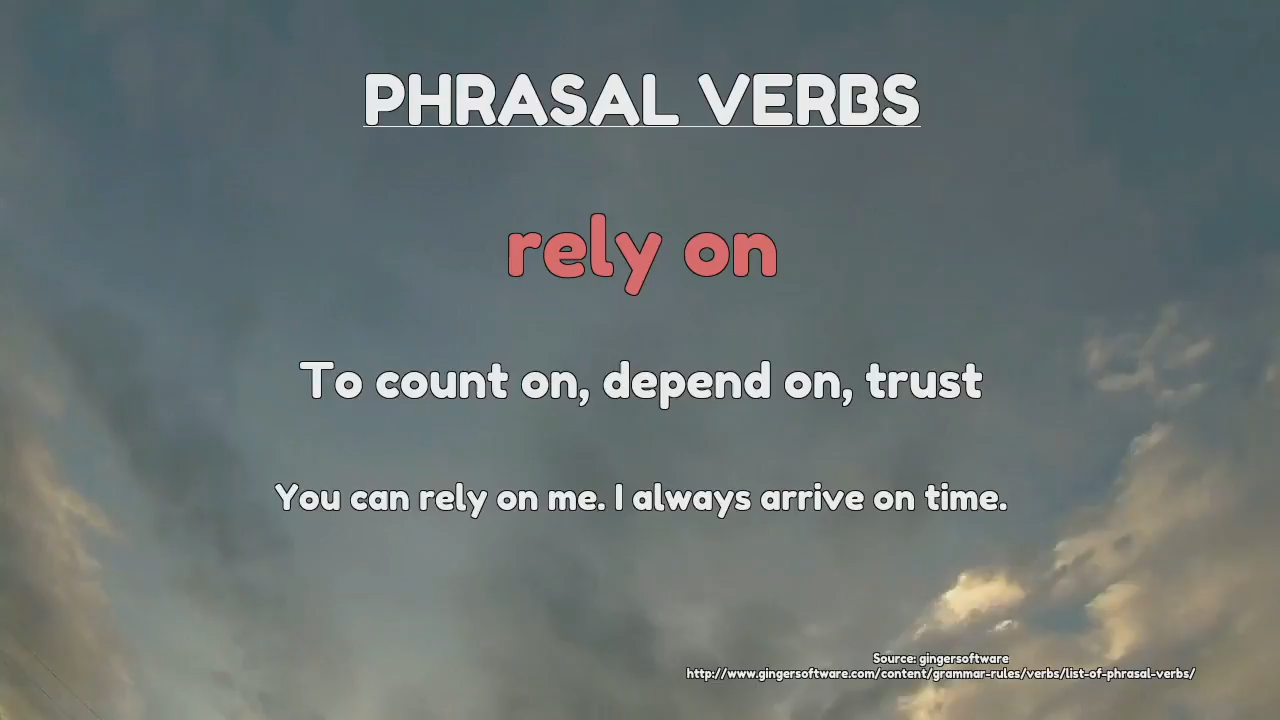 PHRASAL VERBS
rely on
To count on, depend on, trust
You can rely on me. I always arrive on time.
Source: gingersoftware
http://www.gingersoftware.com/content/grammar-rules/verbs/list-of-phrasal-verbs/